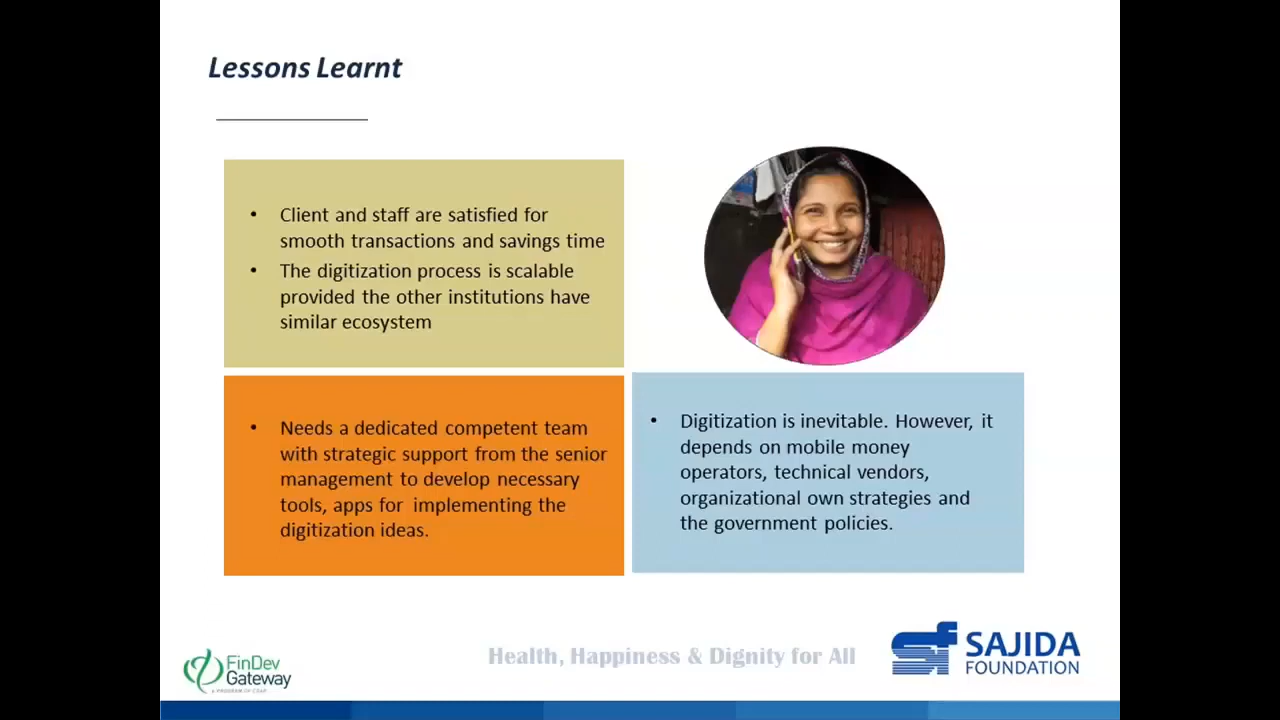 Lessons Learnt
• Client and staff are satisfied for
smooth transactions and savings time
• The digitization process is scalable
provided the other institutions have
similar ecosystem
• Needs a dedicated competent team
with strategic support from the senior
management to develop necessary
tools, apps for implementing the
digitization ideas.
• Digitization is inevitable. However, it
depends on mobile money
operators, technical vendors,
organizational own strategies and
the government policies.
FinDev
Gateway
A PROGRAM OF CGAP
Health, Happiness & Dignity for All
SAJIDA
FOUNDATION